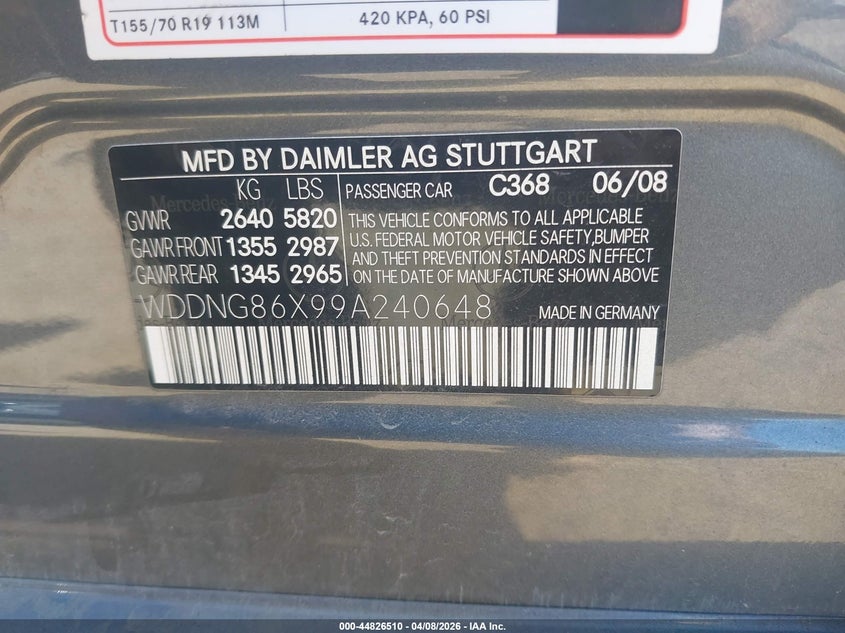 T155/70 R19 113M 420 KPA, 60 PSI
MFD BY DAIMLER AG STUTTGART
KG LBS PASSENGER CAR C368 06/08
GVWR 2640 5820 THIS VEHICLE CONFORMS TO ALL APPLICABLE
GAWR FRONT 1355 2987 U.S. FEDERAL MOTOR VEHICLE SAFETY,BUMPER
AND THEFT PREVENTION STANDARDS IN EFFECT
GAWR REAR 1345 2965 ON THE DATE OF MANUFACTURE SHOWN ABOVE
WDDNG86X99A240648 MADE IN GERMANY
000-44826510 - 04/08/2026 - IAA Inc.